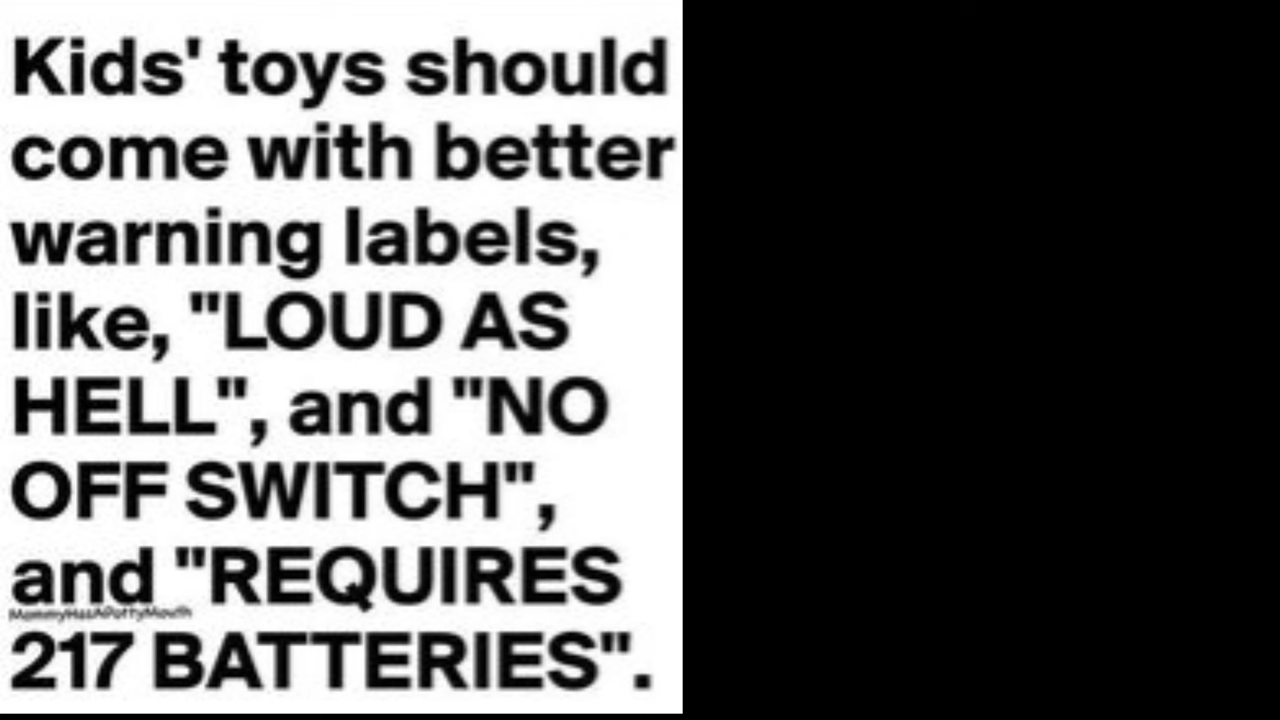 Kids' toys should
come with better
warning labels,
like, "LOUD AS
HELL", and "NO
OFF SWITCH",
and "REQUIRES
MommyHasAPottyMouth
217 BATTERIES".